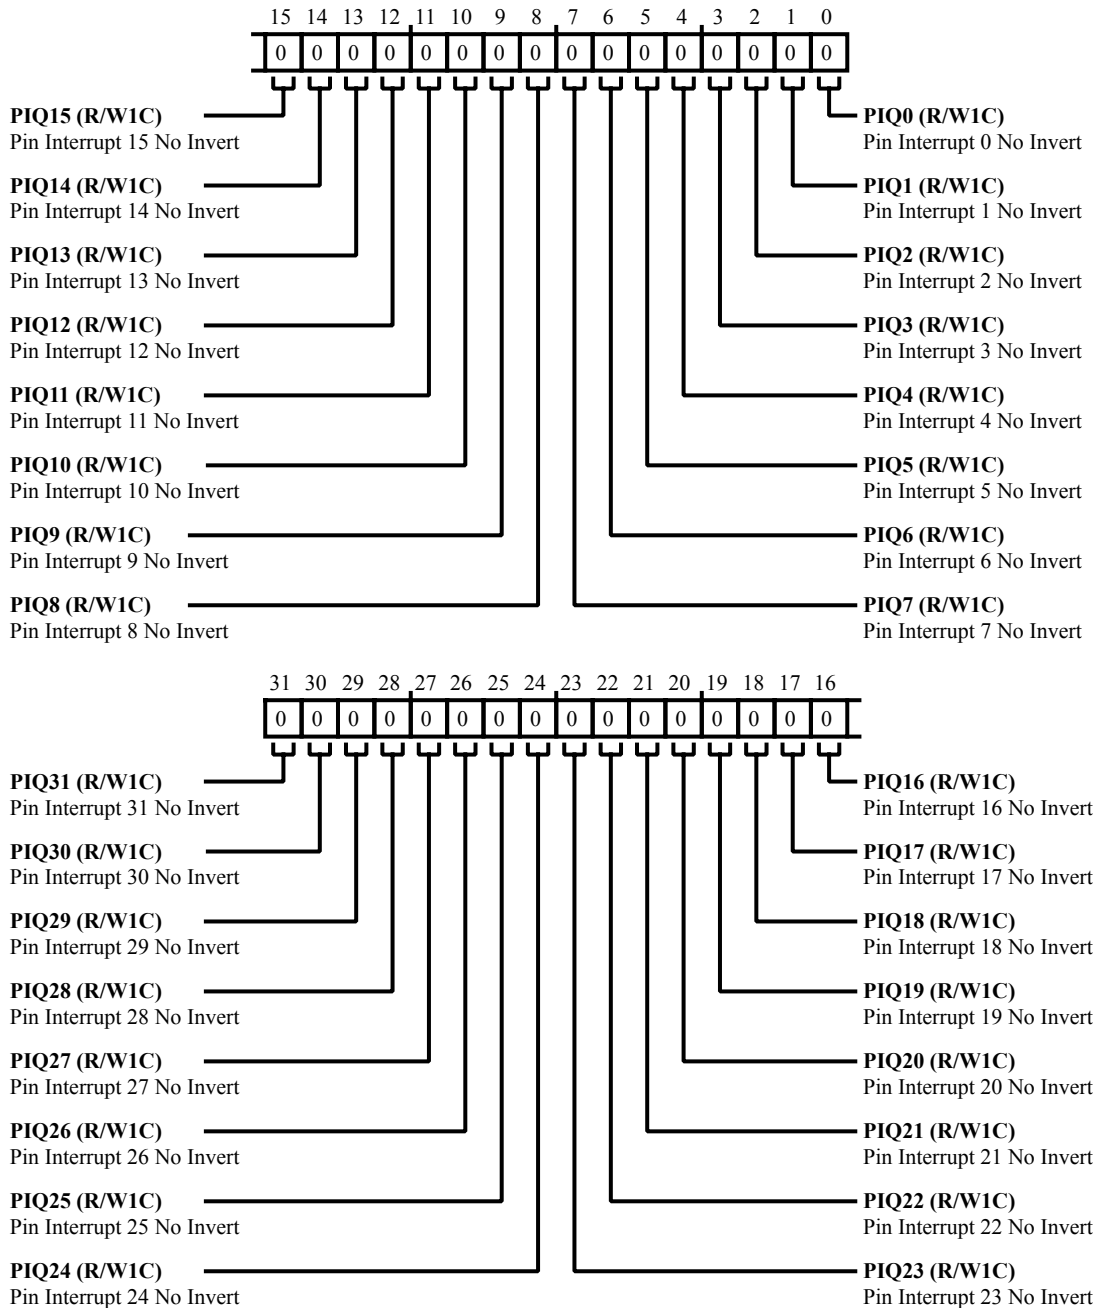 15 14 13 12 11 10 9 8 7 6 5 4 3 2 1 0
0 0 0 0 0 0 0 0 0 0 0 0 0 0 0 0
PIQ15 (R/W1C)
Pin Interrupt 15 No Invert
PIQ14 (R/W1C)
Pin Interrupt 14 No Invert
PIQ13 (R/W1C)
Pin Interrupt 13 No Invert
PIQ12 (R/W1C)
Pin Interrupt 12 No Invert
PIQ11 (R/W1C)
Pin Interrupt 11 No Invert
PIQ10 (R/W1C)
Pin Interrupt 10 No Invert
PIQ9 (R/W1C)
Pin Interrupt 9 No Invert
PIQ8 (R/W1C)
Pin Interrupt 8 No Invert
PIQ0 (R/W1C)
Pin Interrupt 0 No Invert
PIQ1 (R/W1C)
Pin Interrupt 1 No Invert
PIQ2 (R/W1C)
Pin Interrupt 2 No Invert
PIQ3 (R/W1C)
Pin Interrupt 3 No Invert
PIQ4 (R/W1C)
Pin Interrupt 4 No Invert
PIQ5 (R/W1C)
Pin Interrupt 5 No Invert
PIQ6 (R/W1C)
Pin Interrupt 6 No Invert
PIQ7 (R/W1C)
Pin Interrupt 7 No Invert
31 30 29 28 27 26 25 24 23 22 21 20 19 18 17 16
0 0 0 0 0 0 0 0 0 0 0 0 0 0 0 0
PIQ31 (R/W1C)
Pin Interrupt 31 No Invert
PIQ30 (R/W1C)
Pin Interrupt 30 No Invert
PIQ29 (R/W1C)
Pin Interrupt 29 No Invert
PIQ28 (R/W1C)
Pin Interrupt 28 No Invert
PIQ27 (R/W1C)
Pin Interrupt 27 No Invert
PIQ26 (R/W1C)
Pin Interrupt 26 No Invert
PIQ25 (R/W1C)
Pin Interrupt 25 No Invert
PIQ24 (R/W1C)
Pin Interrupt 24 No Invert
PIQ16 (R/W1C)
Pin Interrupt 16 No Invert
PIQ17 (R/W1C)
Pin Interrupt 17 No Invert
PIQ18 (R/W1C)
Pin Interrupt 18 No Invert
PIQ19 (R/W1C)
Pin Interrupt 19 No Invert
PIQ20 (R/W1C)
Pin Interrupt 20 No Invert
PIQ21 (R/W1C)
Pin Interrupt 21 No Invert
PIQ22 (R/W1C)
Pin Interrupt 22 No Invert
PIQ23 (R/W1C)
Pin Interrupt 23 No Invert